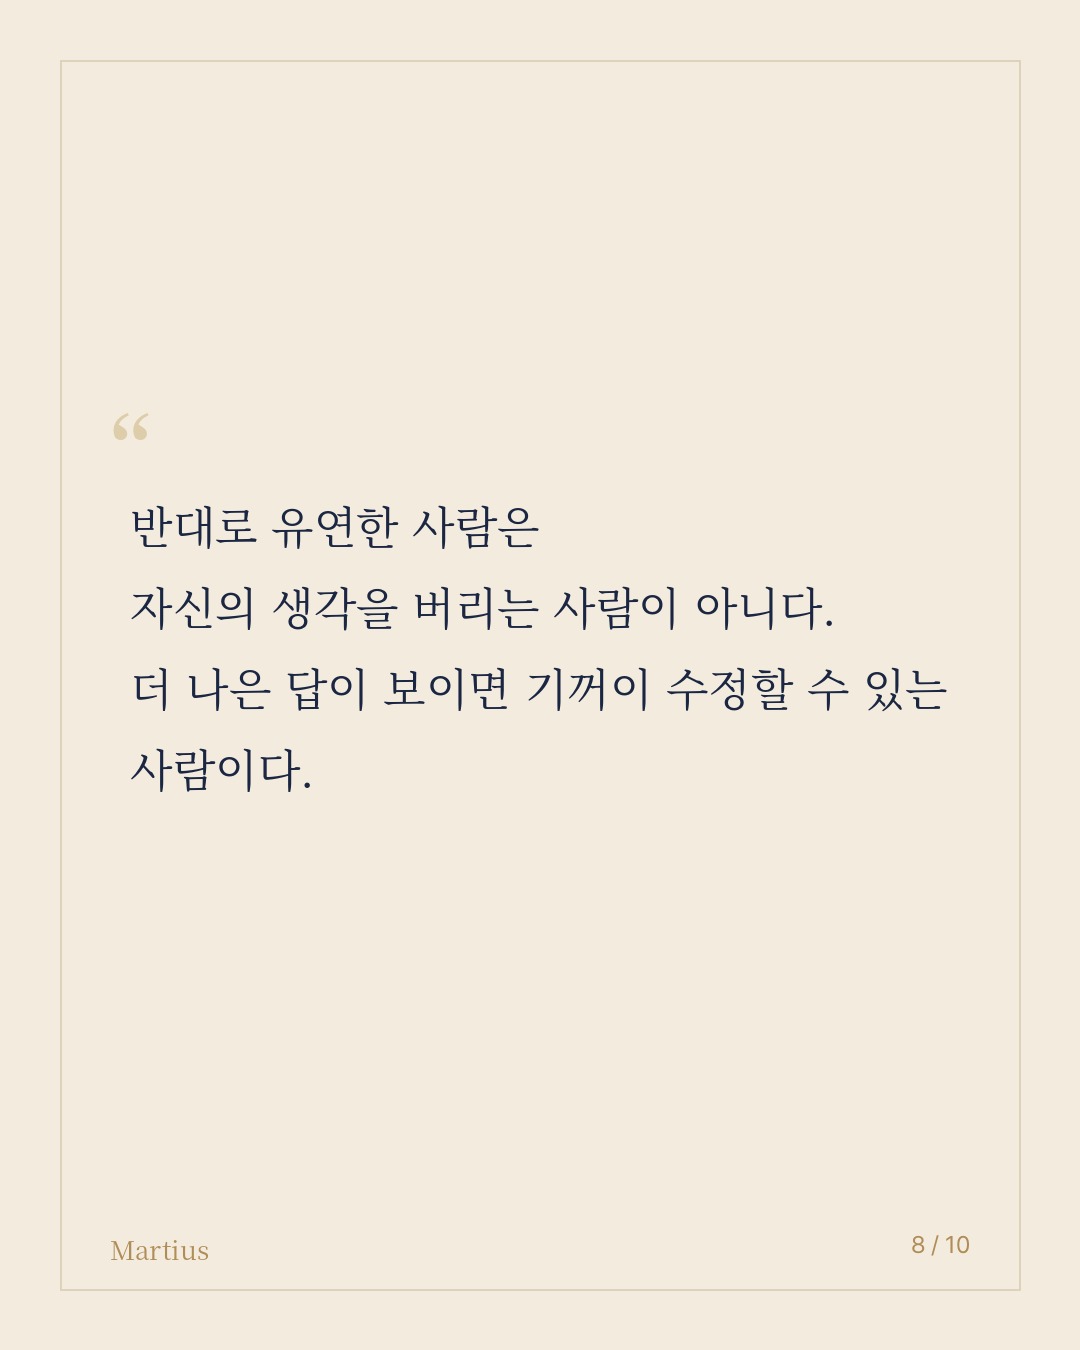 “
반대로 유연한 사람은
자신의 생각을 버리는 사람이 아니다.
더 나은 답이 보이면 기꺼이 수정할 수 있는
사람이다.
Martius
8 / 10